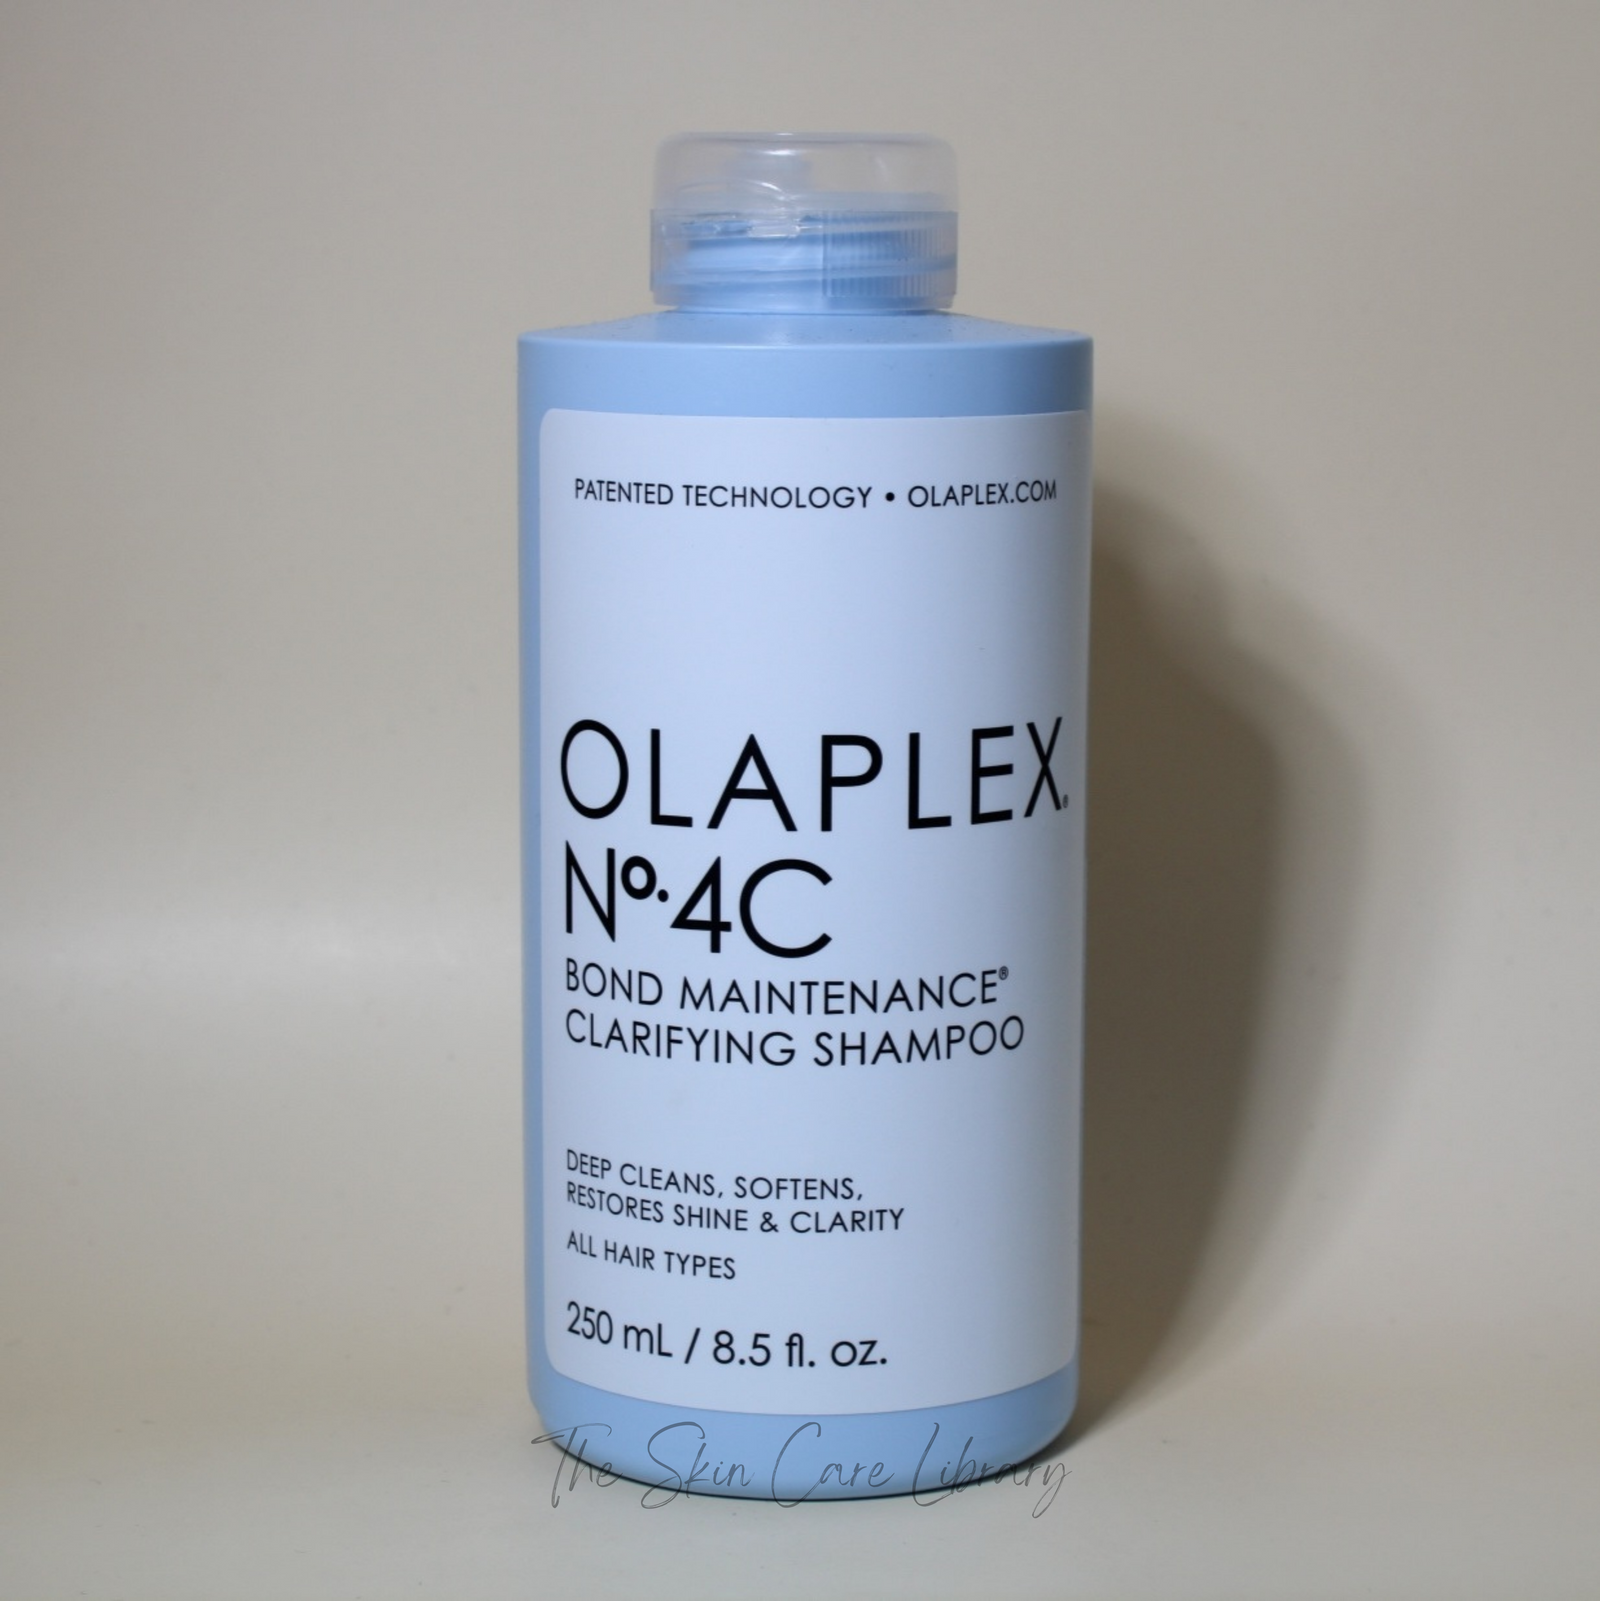 PATENTED TECHNOLOGY • OLAPLEX.COM
OLAPLEX®
Nº.4C
BOND MAINTENANCE®
CLARIFYING SHAMPOO
DEEP CLEANS, SOFTENS,
RESTORES SHINE & CLARITY
ALL HAIR TYPES
250 mL / 8.5 fl. oz.
The Skin Care Library